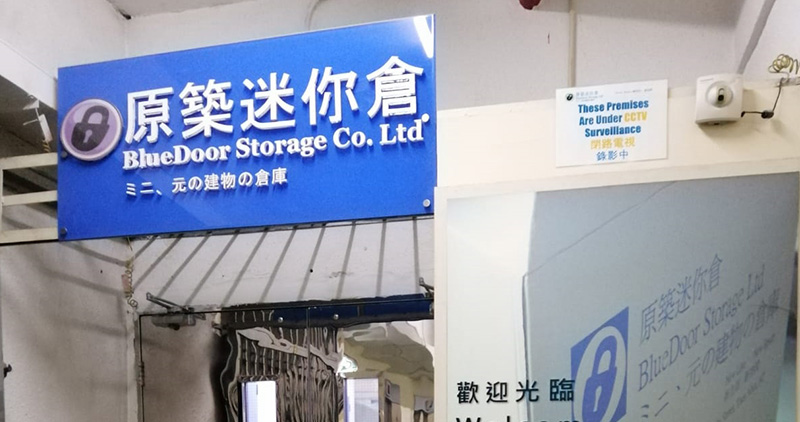 原築迷你倉
BlueDoor Storage Co. Ltd.
ミニ、元の建物の倉庫
These Premises
Are Under CCTV
Surveillance
閉路電視
錄影中
原築迷你倉
BlueDoor Storage Ltd
ミニ、元の建物の倉庫
歡迎光臨
Welcome